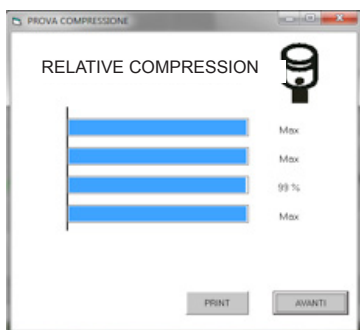 PROVA COMPRESSIONE
RELATIVE COMPRESSION
Max
Max
99 %
Max
PRINT
AVANTI